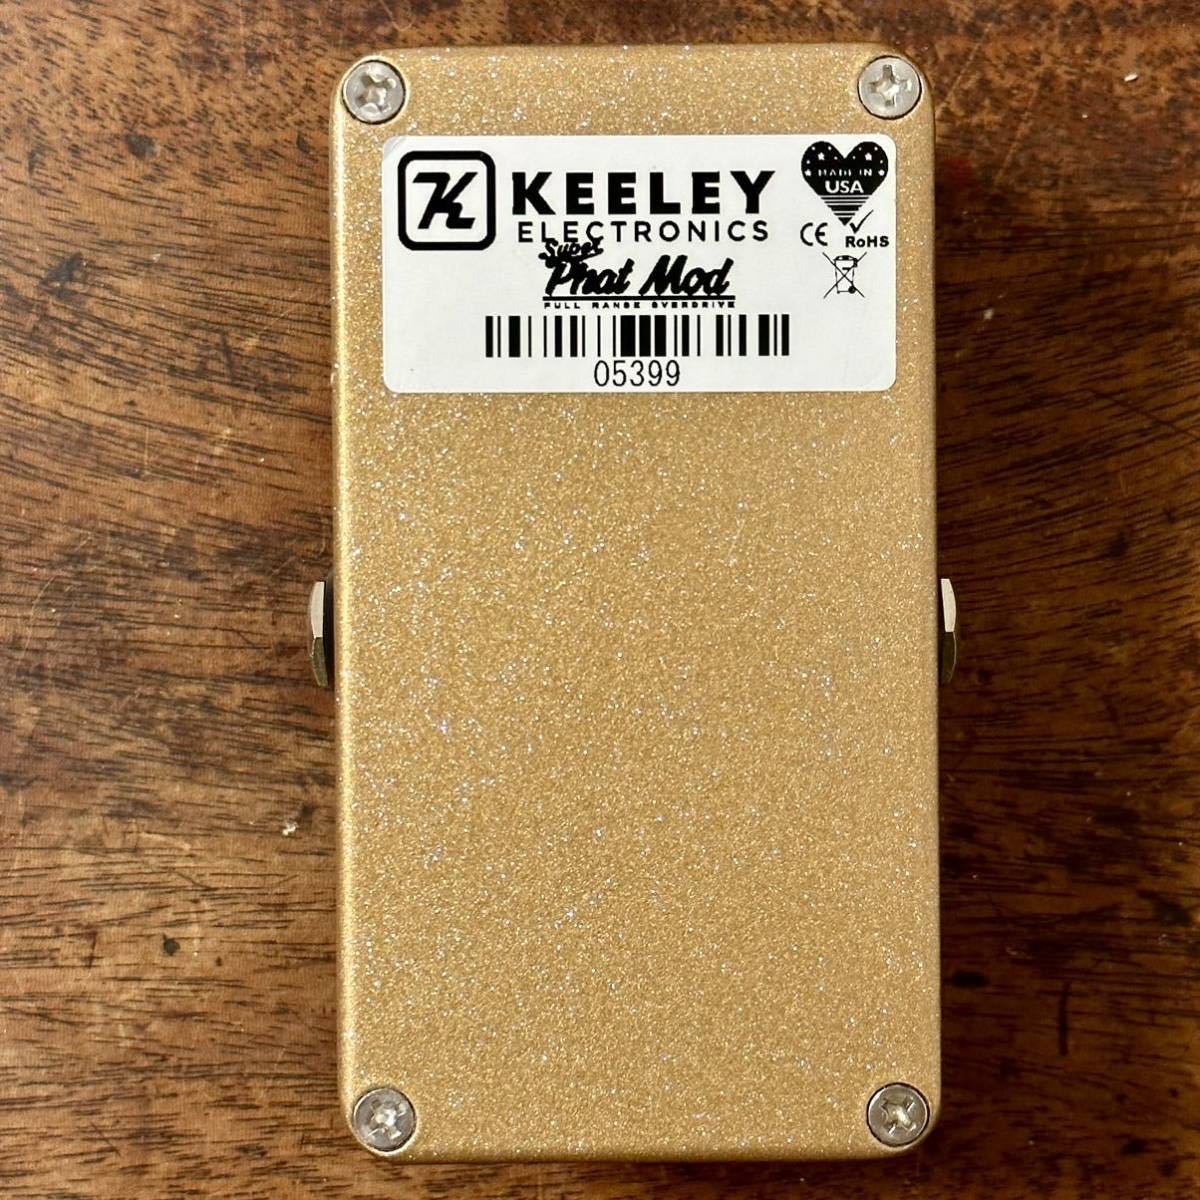 K KEELEY
ELECTRONICS
MADE IN
USA
CE RoHS
Super
Phat Mod
FULL RANGE OVERDRIVE
05399